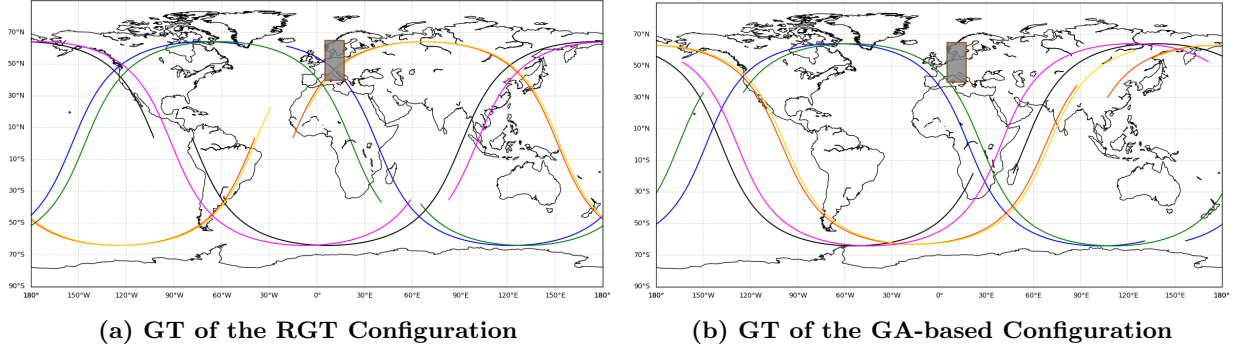 70°N
50°N
30°N
10°N
10°S
30°S
50°S
70°S
90°S
180° 150°W 120°W 90°W 60°W 30°W 0° 30°E 60°E 90°E 120°E 150°E 180°
(a) GT of the RGT Configuration
70°N
50°N
30°N
10°N
10°S
30°S
50°S
70°S
90°S
180° 150°W 120°W 90°W 60°W 30°W 0° 30°E 60°E 90°E 120°E 150°E 180°
(b) GT of the GA-based Configuration